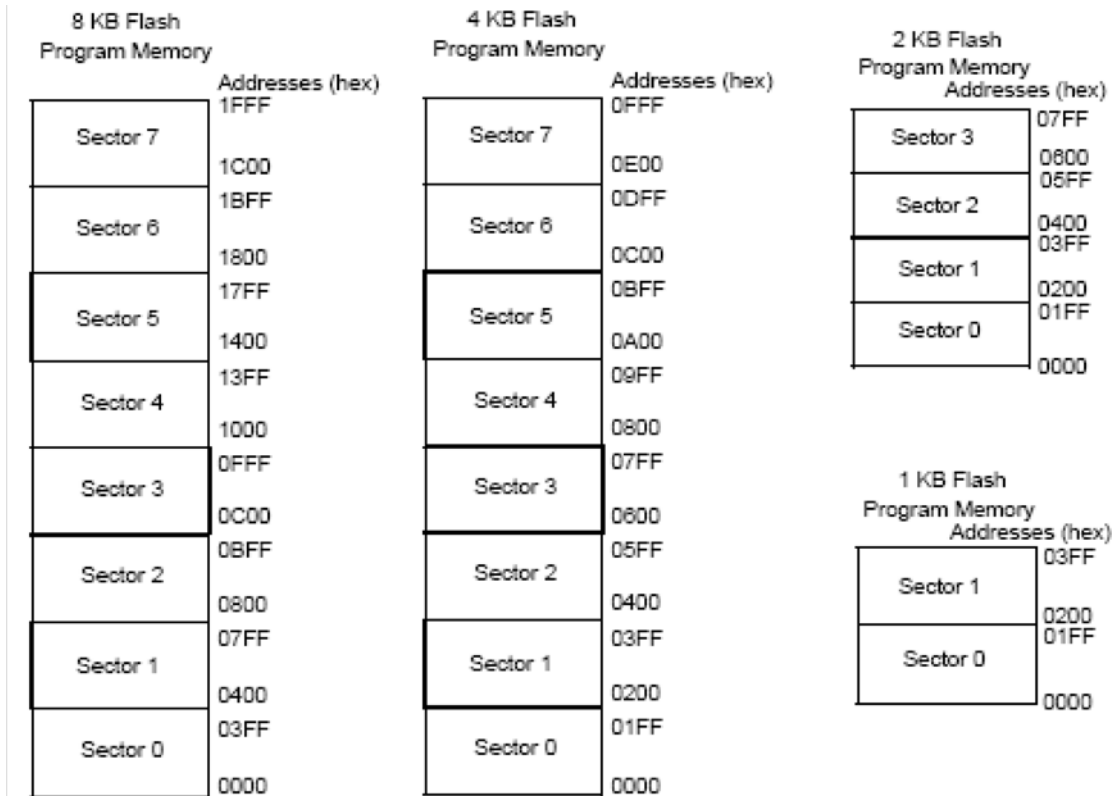 8 KB Flash
Program Memory
Addresses (hex)
1FFF
Sector 7
1C00
1BFF
Sector 6
1800
17FF
Sector 5
1400
13FF
Sector 4
1000
0FFF
Sector 3
0C00
0BFF
Sector 2
0800
07FF
Sector 1
0400
03FF
Sector 0
0000
4 KB Flash
Program Memory
Addresses (hex)
0FFF
Sector 7
0E00
0DFF
Sector 6
0C00
0BFF
Sector 5
0A00
09FF
Sector 4
0800
07FF
Sector 3
0600
05FF
Sector 2
0400
03FF
Sector 1
0200
01FF
Sector 0
0000
2 KB Flash
Program Memory
Addresses (hex)
07FF
Sector 3
0600
05FF
Sector 2
0400
03FF
Sector 1
0200
01FF
Sector 0
0000
1 KB Flash
Program Memory
Addresses (hex)
03FF
Sector 1
0200
01FF
Sector 0
0000